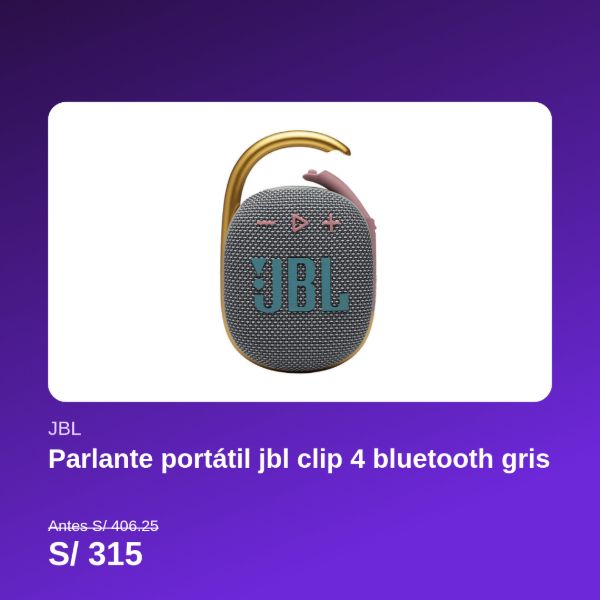 JBL
JBL
Parlante portátil jbl clip 4 bluetooth gris
Antes S/ 406.25
S/ 315